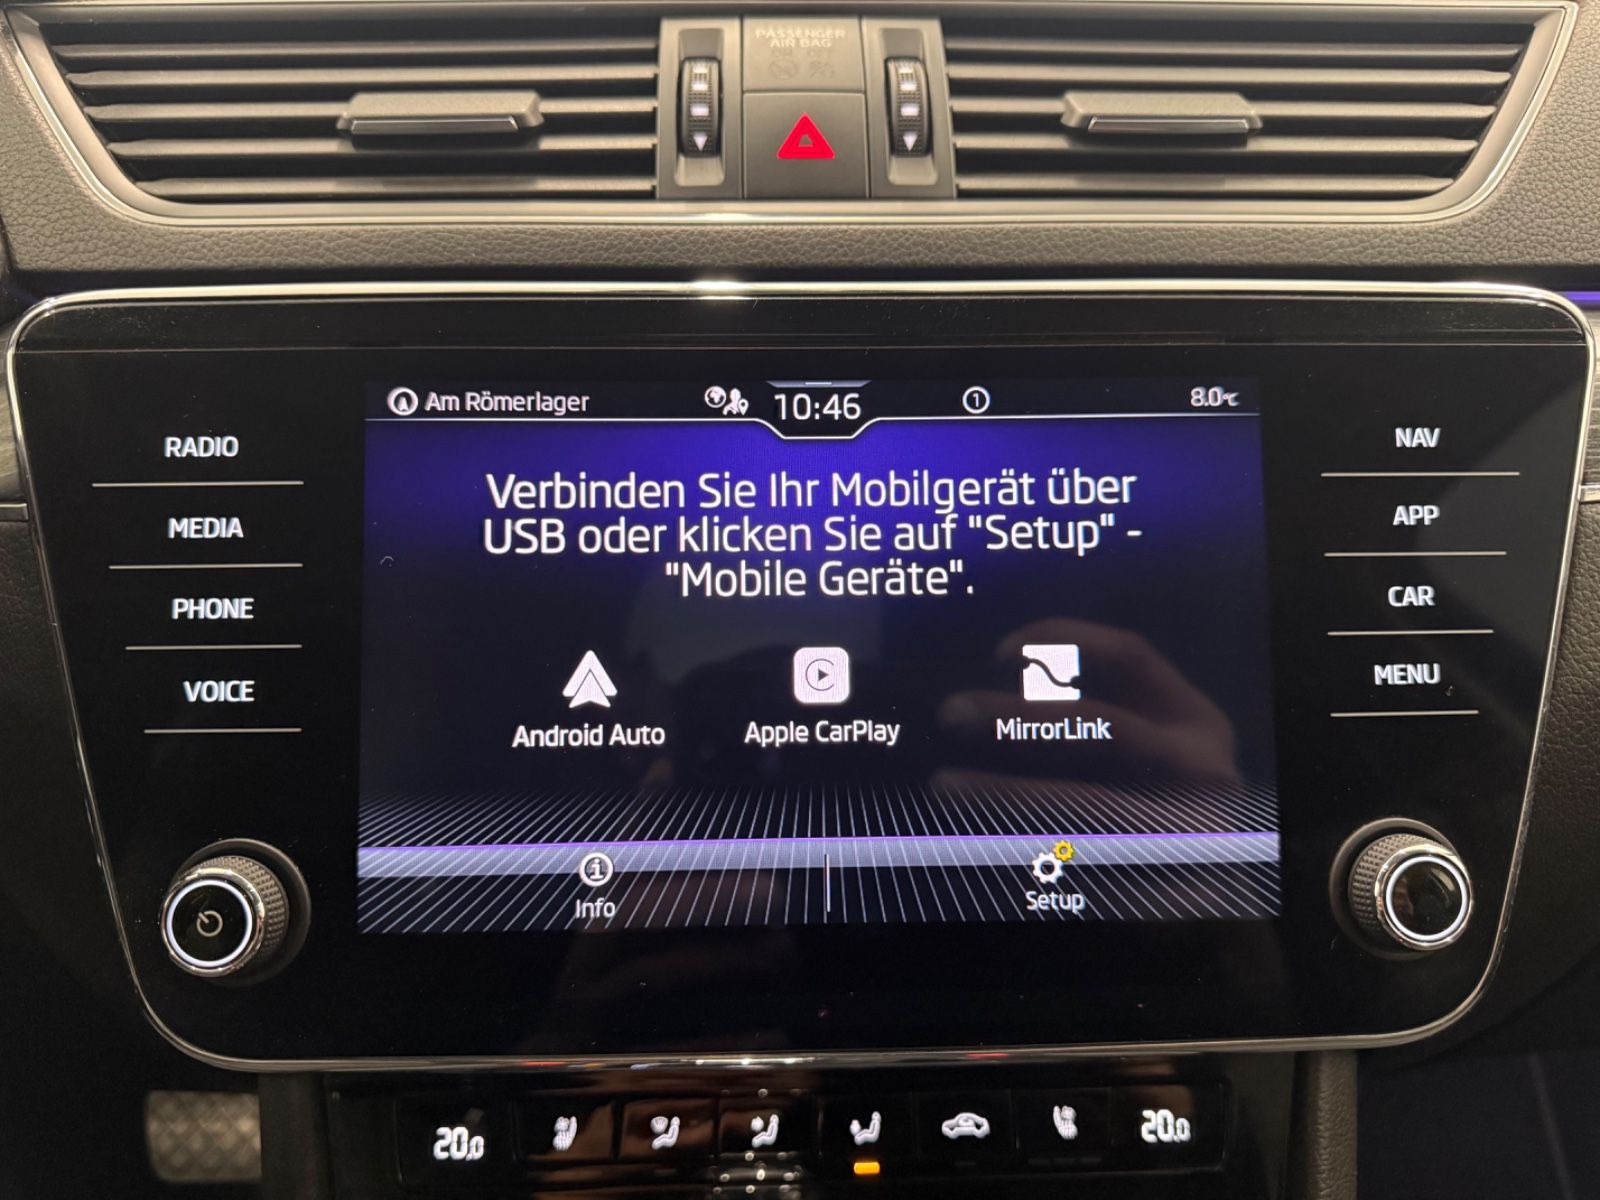 PASSENGER
AIR BAG
Am Römerlager
10:46
1
8.0°C
RADIO
MEDIA
PHONE
VOICE
Verbinden Sie Ihr Mobilgerät über
USB oder klicken Sie auf "Setup" -
"Mobile Geräte".
Android Auto
Apple CarPlay
MirrorLink
Info
Setup
NAV
APP
CAR
MENU
20.0
20.0